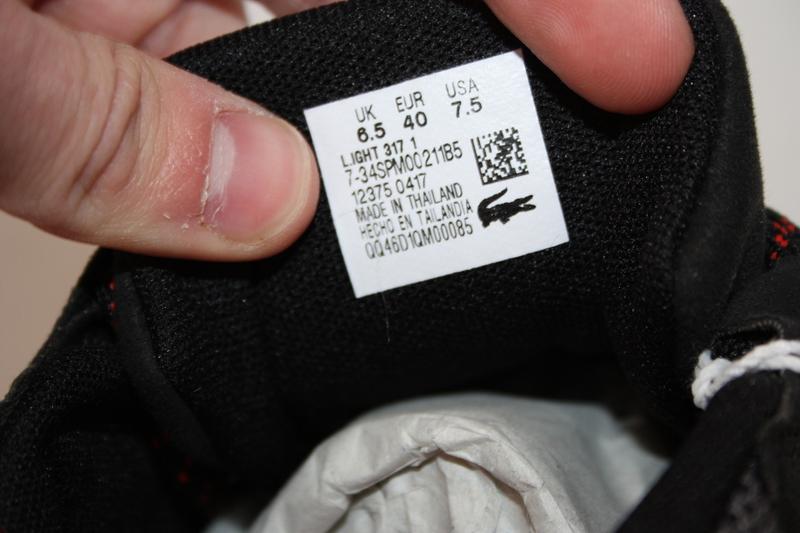 UK EUR USA
6.5 40 7.5
LIGHT 317 1
7-34SPM00211B5
12375 0417
MADE IN THAILAND
HECHO EN TAILANDIA
QQ46D1QM00085